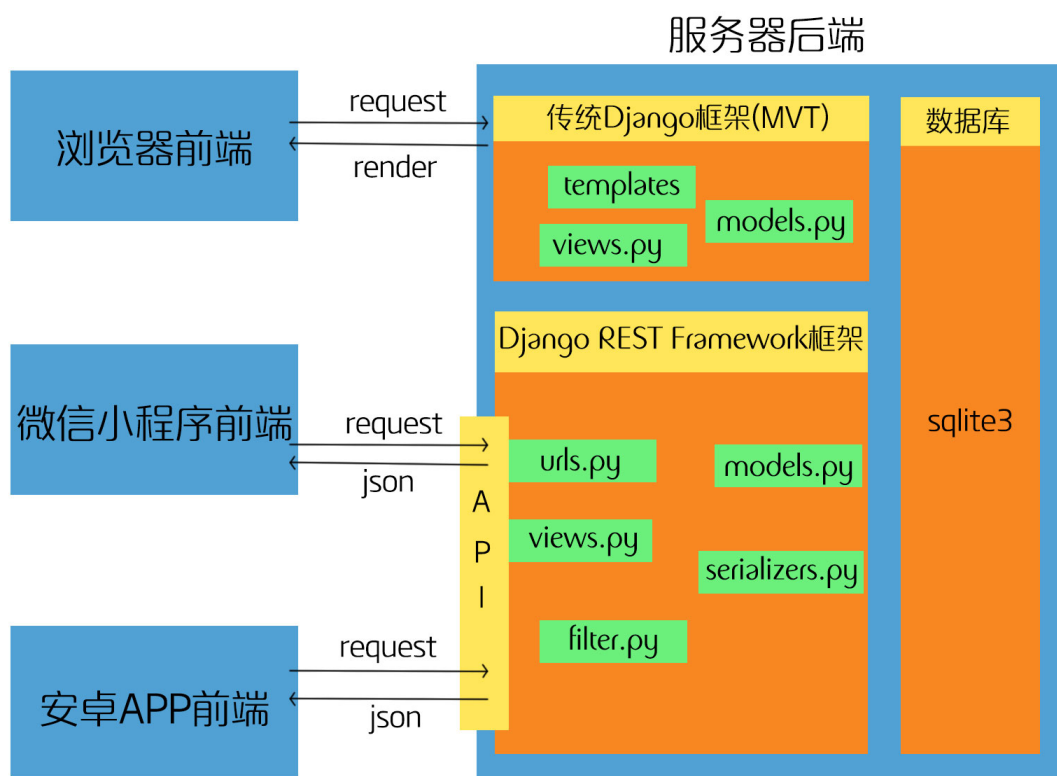 服务器后端
浏览器前端
request
render
传统Django框架(MVT)
templates
models.py
views.py
数据库
sqlite3
Django REST Framework框架
微信小程序前端
request
json
API
urls.py
models.py
views.py
serializers.py
filter.py
安卓APP前端
request
json